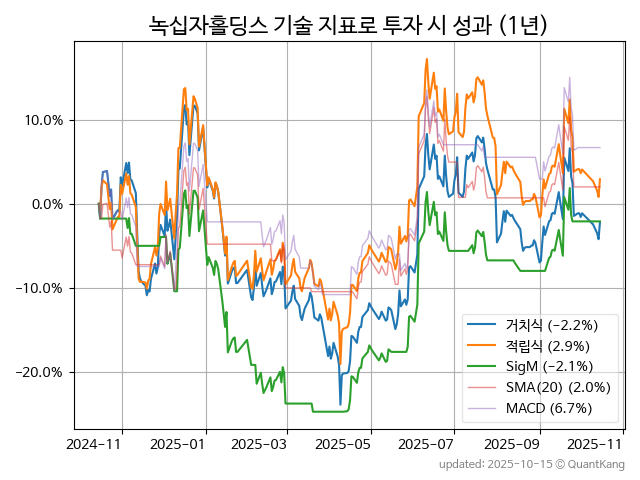 녹십자홀딩스 기술 지표로 투자 시 성과 (1년)
10.0%
0.0%
−10.0%
−20.0%
거치식 (−2.2%)
적립식 (2.9%)
SigM (−2.1%)
SMA(20) (2.0%)
MACD (6.7%)
2024-11
2025-01
2025-03
2025-05
2025-07
2025-09
2025-11
updated: 2025-10-15 © QuantKang